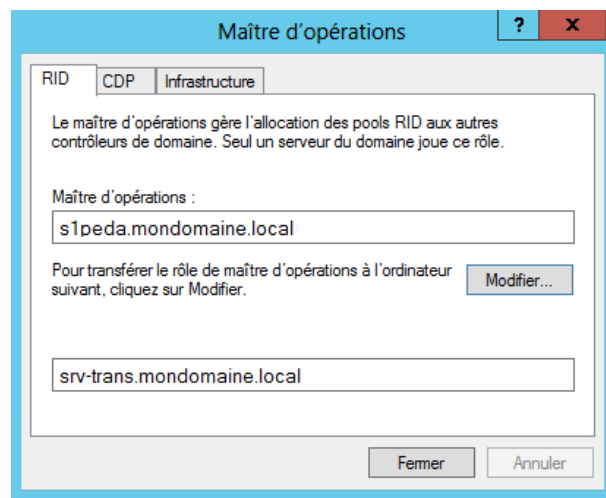 Maître d'opérations
? x
RID CDP Infrastructure
Le maître d'opérations gère l'allocation des pools RID aux autres
contrôleurs de domaine. Seul un serveur du domaine joue ce rôle.
Maître d'opérations :
s1peda.mondomaine.local
Pour transférer le rôle de maître d'opérations à l'ordinateur
suivant, cliquez sur Modifier.
Modifier...
srv-trans.mondomaine.local
Fermer Annuler